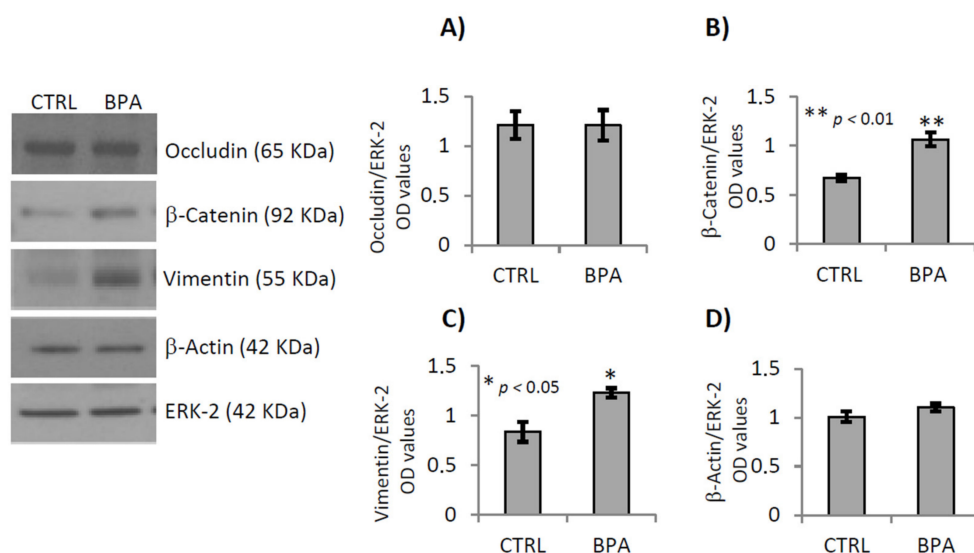 CTRL BPA
Occludin (65 KDa)
β-Catenin (92 KDa)
Vimentin (55 KDa)
β-Actin (42 KDa)
ERK-2 (42 KDa)
A)
Occludin/ERK-2
OD values
1.5
1
0.5
0
CTRL BPA
B)
β-Catenin/ERK-2
OD values
1.5
1
0.5
0
** p < 0.01
**
CTRL BPA
C)
Vimentin/ERK-2
OD values
1.5
1
0.5
0
* p < 0.05
*
CTRL BPA
D)
β-Actin/ERK-2
OD values
1.5
1
0.5
0
CTRL BPA